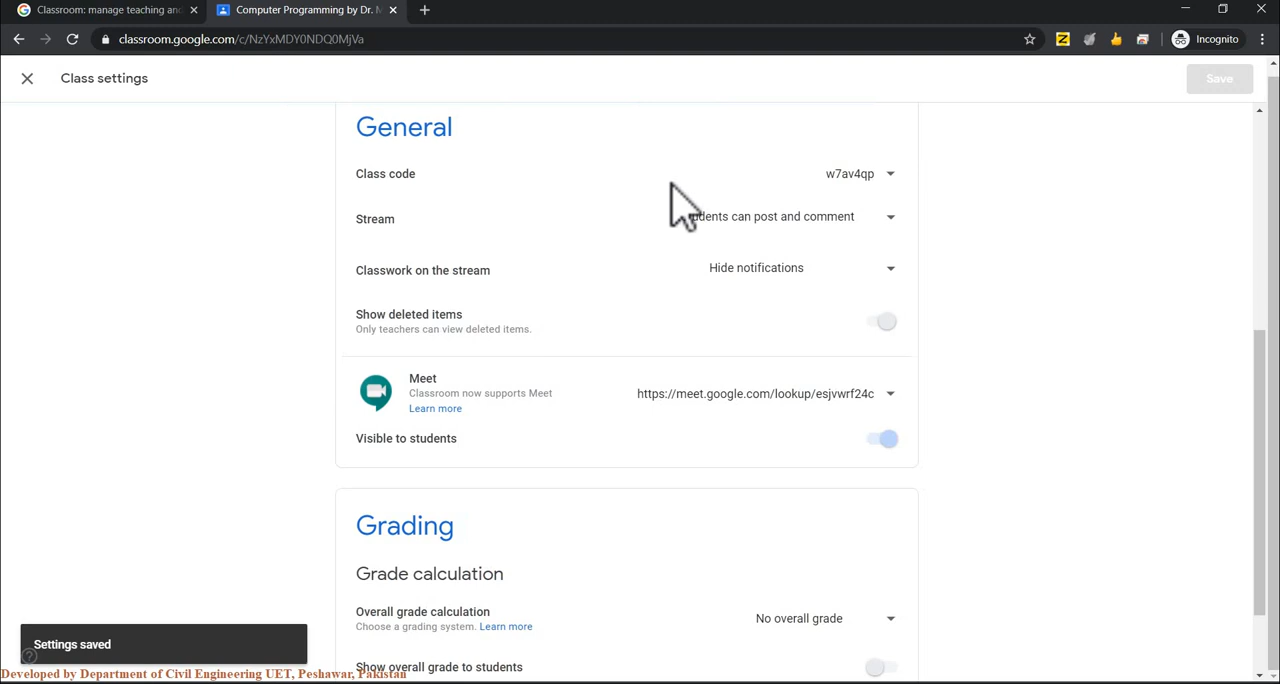 Classroom: manage teaching and
Computer Programming by Dr. M
classroom.google.com/c/NzYxMDY0NDQ0MjVa
Incognito
Class settings
Save
General
Class code
w7av4qp
Stream
udents can post and comment
Classwork on the stream
Hide notifications
Show deleted items
Only teachers can view deleted items.
Meet
Classroom now supports Meet
https://meet.google.com/lookup/esjvwrf24c
Learn more
Visible to students
Grading
Grade calculation
Overall grade calculation
No overall grade
Choose a grading system. Learn more
Settings saved
Show overall grade to students
Developed by Department of Civil Engineering UET, Peshawar, Pakistan